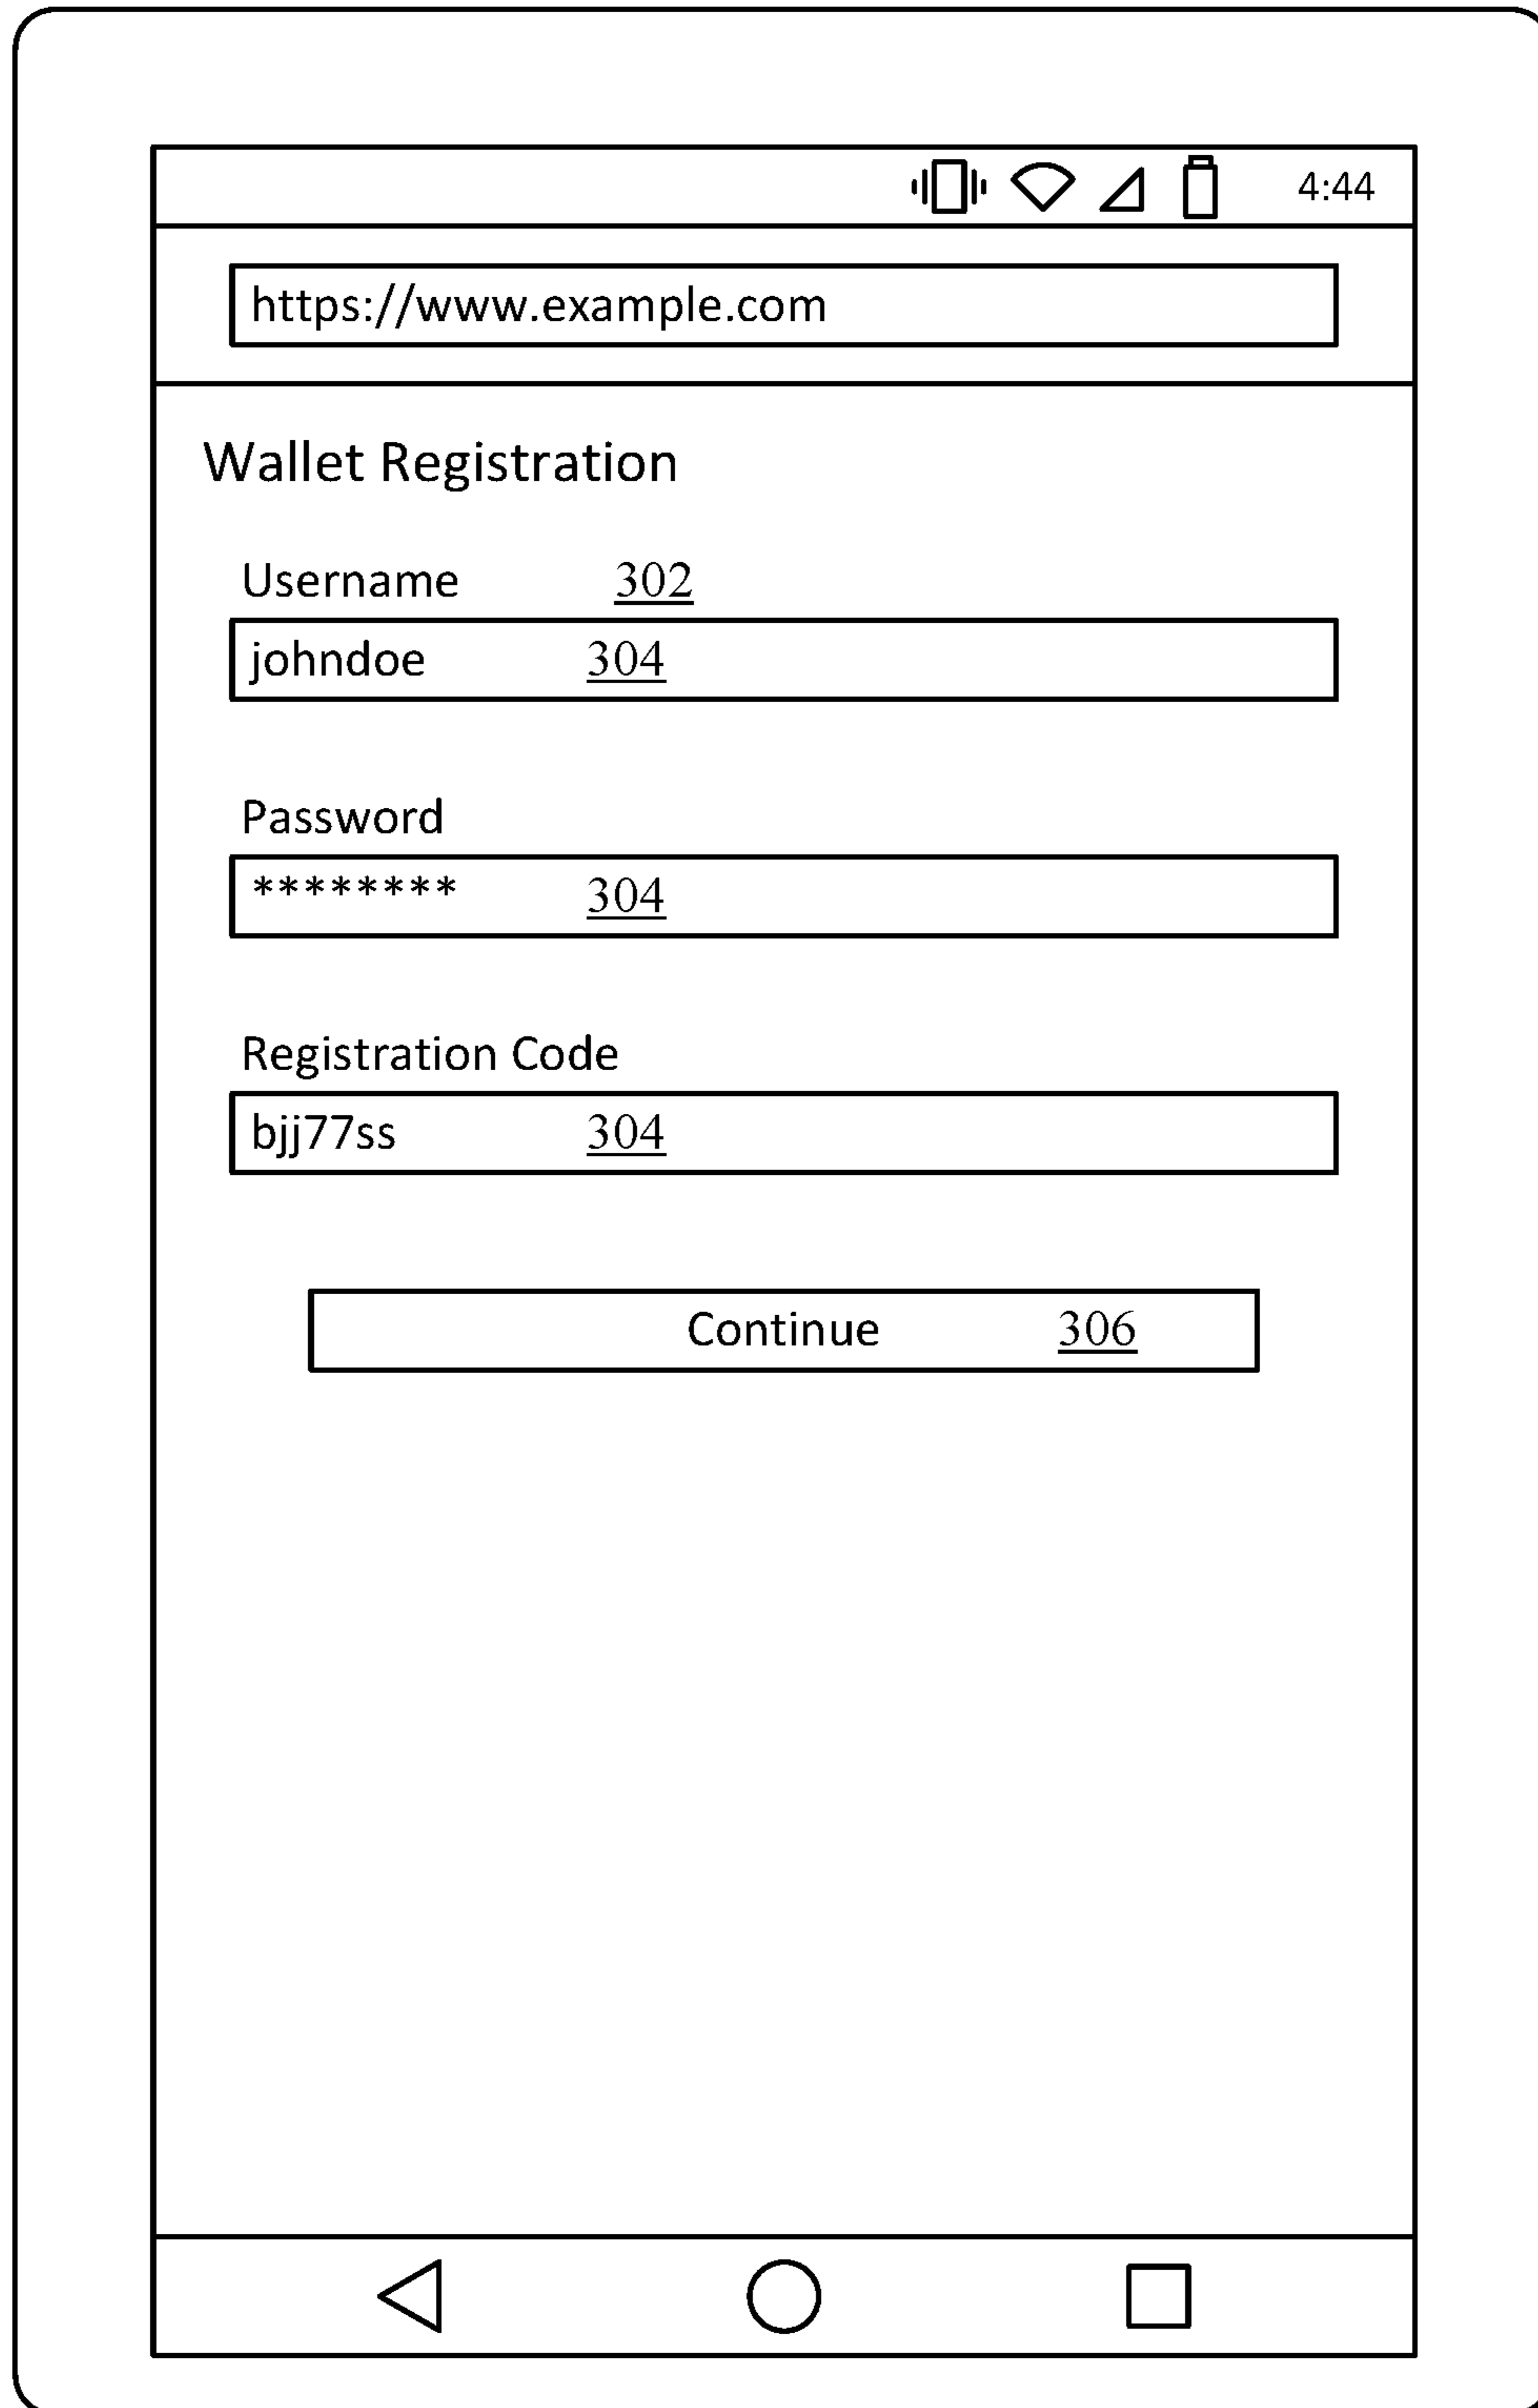 4:44
https://www.example.com
Wallet Registration
Username 302
johndoe 304
Password
******** 304
Registration Code
bjj77ss 304
Continue 306